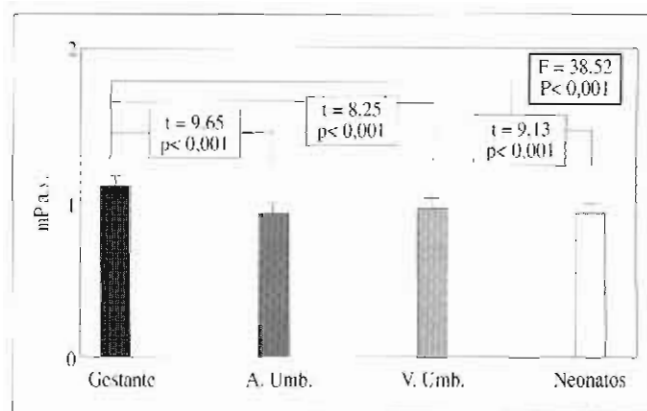 2
F = 38.52
P< 0,001
t = 8.25
p< 0,001
t = 9.65
p< 0,001
t = 9.13
p< 0,001
1
mPa.s.
0
Gestante
A. Umb.
V. Umb.
Neonatos